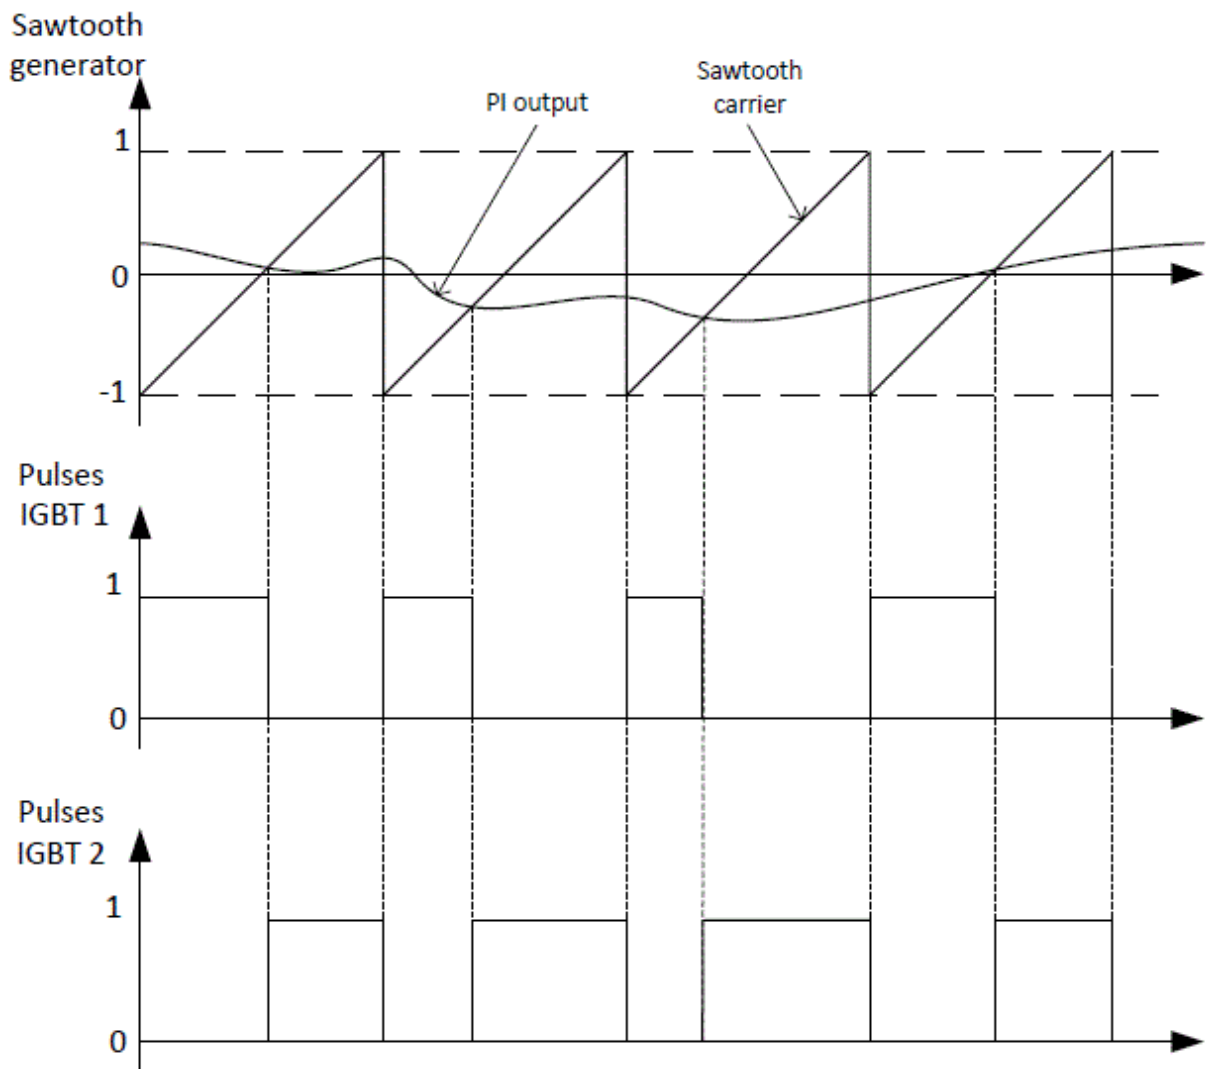 Sawtooth
generator
PI output
Sawtooth
carrier
1
0
-1
Pulses
IGBT 1
1
0
Pulses
IGBT 2
1
0